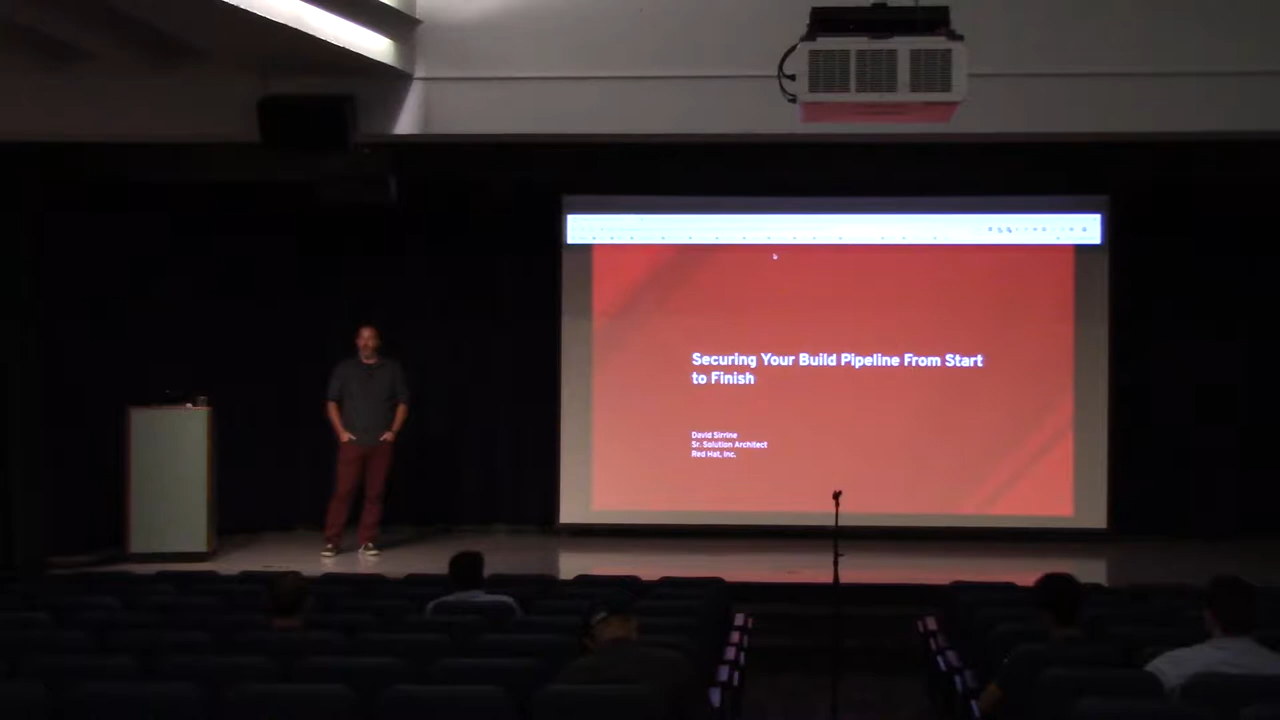 Securing Your Build Pipeline From Start
to Finish
David Sirrine
Sr. Solution Architect
Red Hat, Inc.